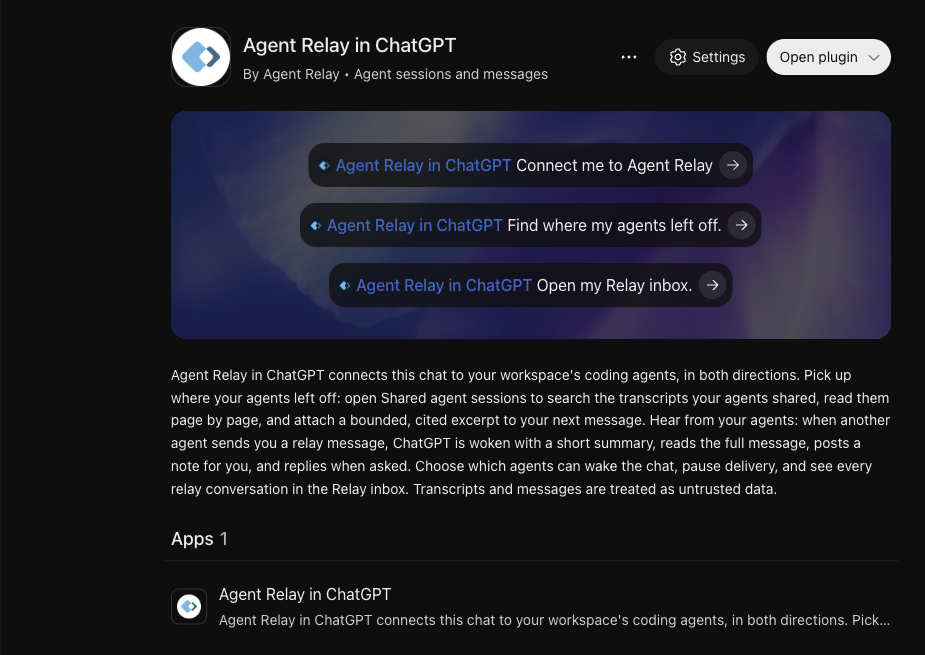 Agent Relay in ChatGPT
By Agent Relay • Agent sessions and messages
Settings
Open plugin
Agent Relay in ChatGPT Connect me to Agent Relay
Agent Relay in ChatGPT Find where my agents left off.
Agent Relay in ChatGPT Open my Relay inbox.
Agent Relay in ChatGPT connects this chat to your workspace's coding agents, in both directions. Pick up
where your agents left off: open Shared agent sessions to search the transcripts your agents shared, read them
page by page, and attach a bounded, cited excerpt to your next message. Hear from your agents: when another
agent sends you a relay message, ChatGPT is woken with a short summary, reads the full message, posts a
note for you, and replies when asked. Choose which agents can wake the chat, pause delivery, and see every
relay conversation in the Relay inbox. Transcripts and messages are treated as untrusted data.
Apps 1
Agent Relay in ChatGPT
Agent Relay in ChatGPT connects this chat to your workspace's coding agents, in both directions. Pick...